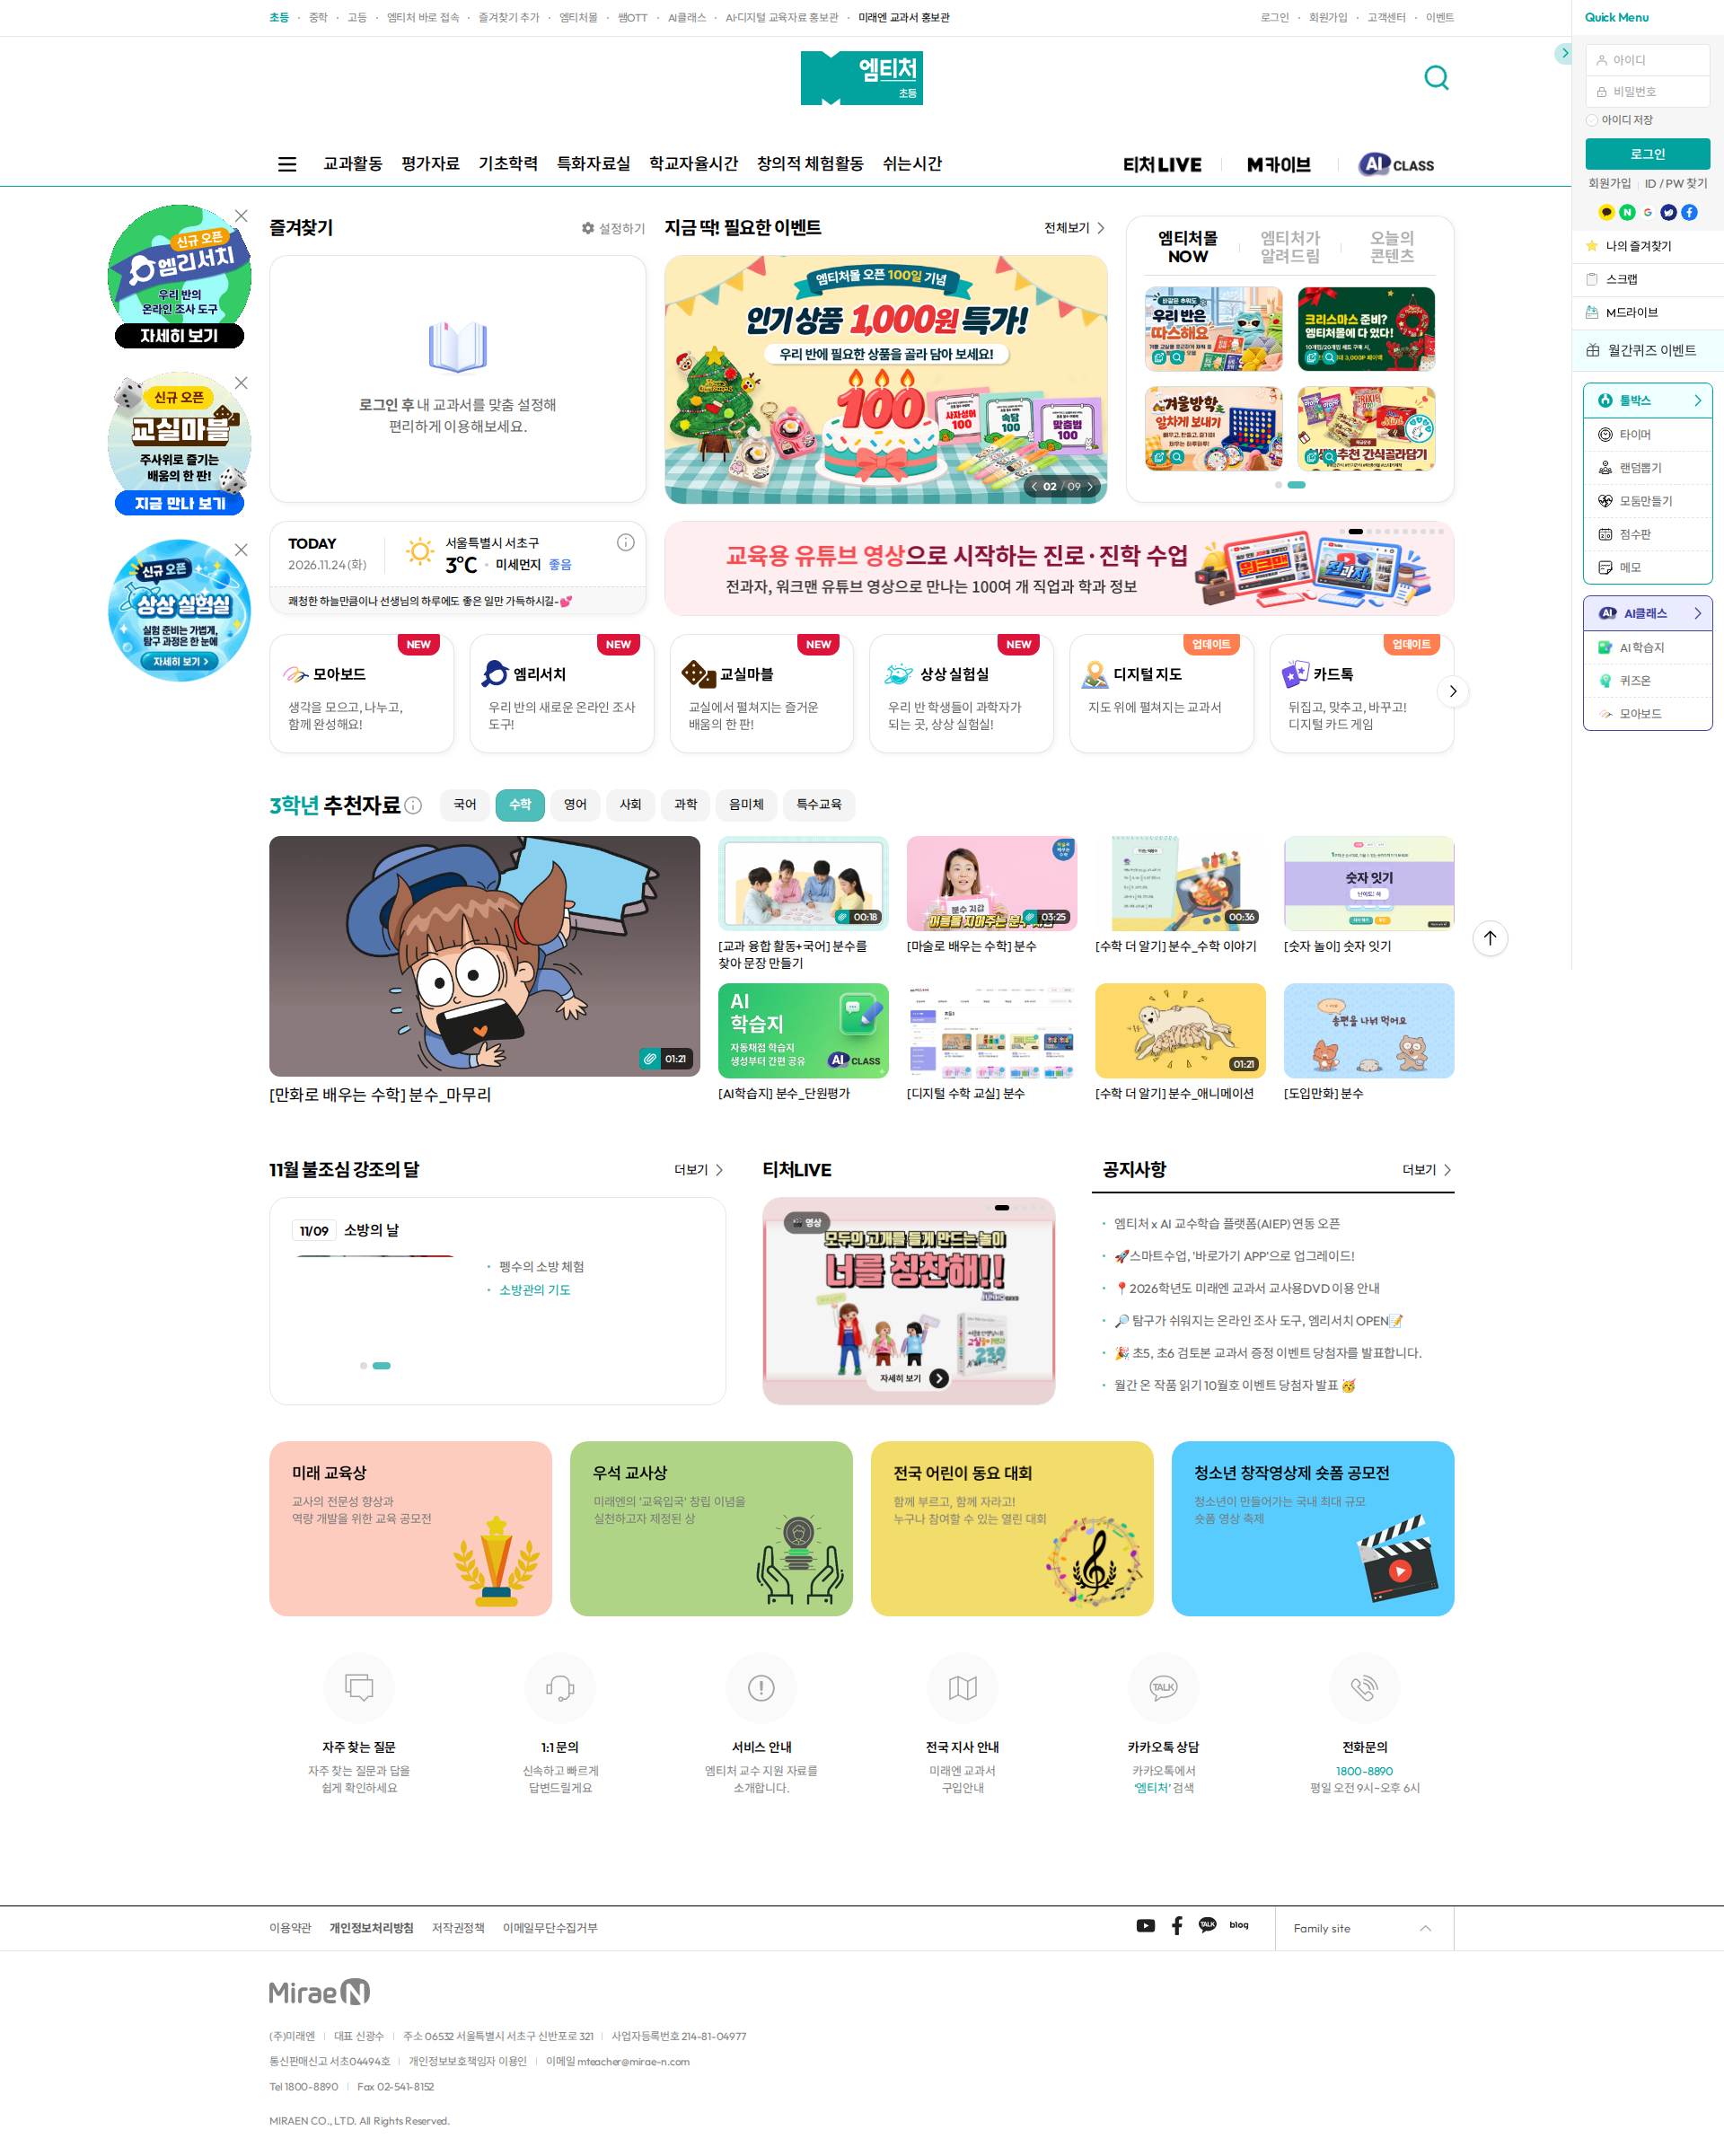 초등 · 중학 · 고등 · 엠티처 바로 접속 · 즐겨찾기 추가 · 엠티처몰 · 쌤OTT · AI클래스 · AI·디지털 교육자료 홍보관 · 미래엔 교과서 홍보관
로그인 · 회원가입 · 고객센터 · 이벤트
Quick Menu
엠티처
초등
아이디
비밀번호
아이디 저장
로그인
회원가입 ID / PW 찾기
교과활동 평가자료 기초학력 특화자료실 학교자율시간 창의적 체험활동 쉬는시간
티처LIVE M카이브 AI CLASS
나의 즐겨찾기
스크랩
M드라이브
월간퀴즈 이벤트
툴박스
타이머
랜덤뽑기
모둠만들기
점수판
메모
AI클래스
AI 학습지
퀴즈온
모아보드
신규 오픈
엠리서치
우리 반의
온라인 조사 도구
자세히 보기
신규 오픈
교실마블
주사위로 즐기는
배움의 한 판!
지금 만나 보기
신규 오픈
상상 실험실
실험 준비는 가볍게,
탐구 과정은 한 눈에
자세히 보기 >
즐겨찾기
설정하기
로그인 후 내 교과서를 맞춤 설정해
편리하게 이용해보세요.
지금 딱! 필요한 이벤트
전체보기
엠티처몰 오픈 100일 기념
인기 상품 1,000원 특가!
우리 반에 필요한 상품을 골라 담아 보세요!
100
사자성어
100
속담
100
맞춤법
100
02 / 09
엠티처몰
NOW
엠티처가
알려드림
오늘의
콘텐츠
우리 반은
따스해요
크리스마스 준비?
엠티처몰에 다 있다!
겨울방학
알차게 보내기
TODAY
2026.11.24 (화)
서울특별시 서초구
3℃ · 미세먼지 좋음
쾌청한 하늘만큼이나 선생님의 하루에도 좋은 일만 가득하시길~💕
교육용 유튜브 영상으로 시작하는 진로·진학 수업
전과자, 워크맨 유튜브 영상으로 만나는 100여 개 직업과 학과 정보
워크맨
전과자
NEW
모아보드
생각을 모으고, 나누고,
함께 완성해요!
NEW
엠리서치
우리 반의 새로운 온라인 조사
도구!
NEW
교실마블
교실에서 펼쳐지는 즐거운
배움의 한 판!
NEW
상상 실험실
우리 반 학생들이 과학자가
되는 곳, 상상 실험실!
업데이트
디지털 지도
지도 위에 펼쳐지는 교과서
업데이트
카드톡
뒤집고, 맞추고, 바꾸고!
디지털 카드 게임
3학년 추천자료
국어 수학 영어 사회 과학 음미체 특수교육
01:21
[만화로 배우는 수학] 분수_마무리
00:18
[교과 융합 활동+국어] 분수를
찾아 문장 만들기
분수 지갑
03:25
[마술로 배우는 수학] 분수
00:36
[수학 더 알기] 분수_수학 이야기
숫자 잇기
[숫자 놀이] 숫자 잇기
AI
학습지
자동채점 학습지
생성부터 간편 공유
AI CLASS
[AI학습지] 분수_단원평가
[디지털 수학 교실] 분수
01:21
[수학 더 알기] 분수_애니메이션
송편을 나눠 먹어요
[도입만화] 분수
11월 불조심 강조의 달
더보기
11/09 소방의 날
펭수의 소방 체험
소방관의 기도
티처LIVE
영상
모두의 고개를 들게 만드는 놀이
너를 칭찬해!!
239
자세히 보기
공지사항
더보기
엠티처 x AI 교수학습 플랫폼(AIEP) 연동 오픈
🚀스마트수업, '바로가기 APP'으로 업그레이드!
📍2026학년도 미래엔 교과서 교사용DVD 이용 안내
🔎 탐구가 쉬워지는 온라인 조사 도구, 엠리서치 OPEN📝
🎉 초5, 초6 검토본 교과서 증정 이벤트 당첨자를 발표합니다.
월간 온 작품 읽기 10월호 이벤트 당첨자 발표 🥳
미래 교육상
교사의 전문성 향상과
역량 개발을 위한 교육 공모전
우석 교사상
미래엔의 '교육입국' 창립 이념을
실천하고자 제정된 상
전국 어린이 동요 대회
함께 부르고, 함께 자라고!
누구나 참여할 수 있는 열린 대회
청소년 창작영상제 숏폼 공모전
청소년이 만들어가는 국내 최대 규모
숏폼 영상 축제
자주 찾는 질문
자주 찾는 질문과 답을
쉽게 확인하세요
1:1 문의
신속하고 빠르게
답변드릴게요
서비스 안내
엠티처 교수 지원 자료를
소개합니다.
전국 지사 안내
미래엔 교과서
구입안내
TALK
카카오톡 상담
카카오톡에서
'엠티처' 검색
전화문의
1800-8890
평일 오전 9시~오후 6시
이용약관 개인정보처리방침 저작권정책 이메일무단수집거부
TALK
blog
Family site
Mirae N
(주)미래엔 | 대표 신광수 | 주소 06532 서울특별시 서초구 신반포로 321 | 사업자등록번호 214-81-04977
통신판매신고 서초04494호 | 개인정보보호책임자 이용인 | 이메일 mteacher@mirae-n.com
Tel 1800-8890 | Fax 02-541-8152
MIRAEN CO., LTD. All Rights Reserved.